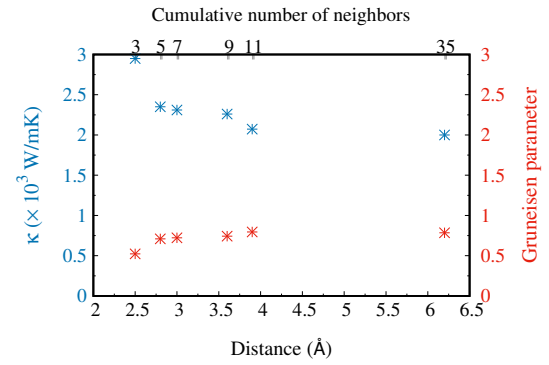 Cumulative number of neighbors
3 5 7 9 11 35
3 3
2.5 2.5
2 2
1.5 1.5
1 1
0.5 0.5
0 0
κ (× 10³ W/mK)
Gruneisen parameter
2 2.5 3 3.5 4 4.5 5 5.5 6 6.5
Distance (Å)